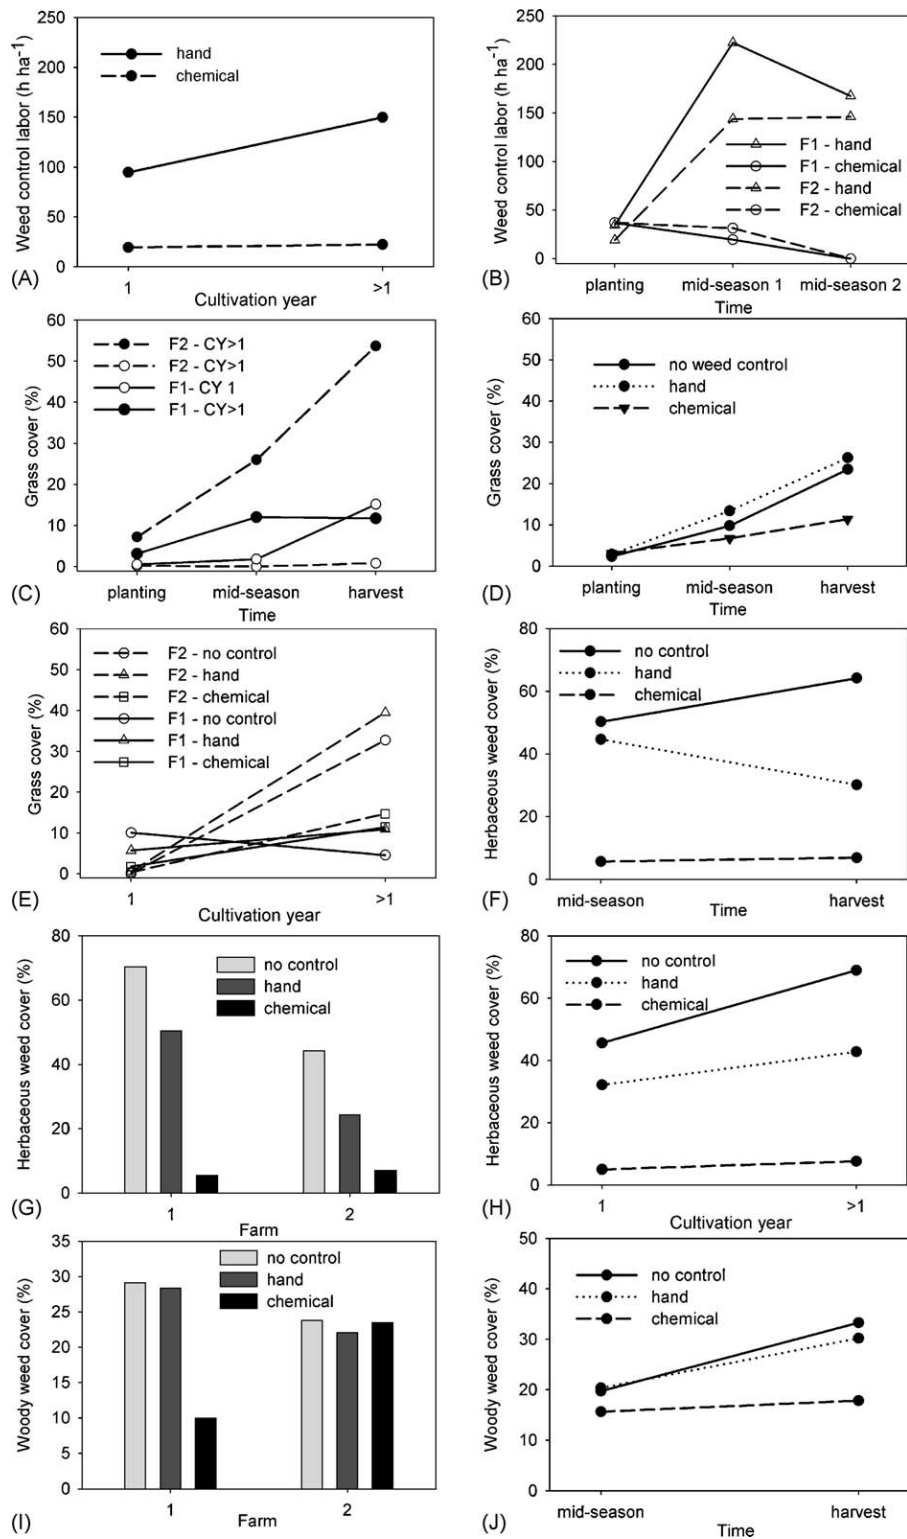 250
200
150
100
50
0
Weed control labor (h ha⁻¹)
hand
chemical
1
>1
Cultivation year
(A)
250
200
150
100
50
0
Weed control labor (h ha⁻¹)
F1 - hand
F1 - chemical
F2 - hand
F2 - chemical
planting
mid-season 1
mid-season 2
Time
(B)
60
50
40
30
20
10
0
Grass cover (%)
F2 - CY>1
F2 - CY>1
F1- CY 1
F1 - CY>1
planting
mid-season
harvest
Time
(C)
60
50
40
30
20
10
0
Grass cover (%)
no weed control
hand
chemical
planting
mid-season
harvest
Time
(D)
60
50
40
30
20
10
0
Grass cover (%)
F2 - no control
F2 - hand
F2 - chemical
F1 - no control
F1 - hand
F1 - chemical
1
>1
Cultivation year
(E)
80
60
40
20
0
Herbaceous weed cover (%)
no control
hand
chemical
mid-season
harvest
Time
(F)
80
60
40
20
0
Herbaceous weed cover (%)
no control
hand
chemical
1
2
Farm
(G)
80
60
40
20
0
Herbaceous weed cover (%)
no control
hand
chemical
1
>1
Cultivation year
(H)
35
30
25
20
15
10
5
0
Woody weed cover (%)
no control
hand
chemical
1
2
Farm
(I)
50
40
30
20
10
0
Woody weed cover (%)
no control
hand
chemical
mid-season
harvest
Time
(J)